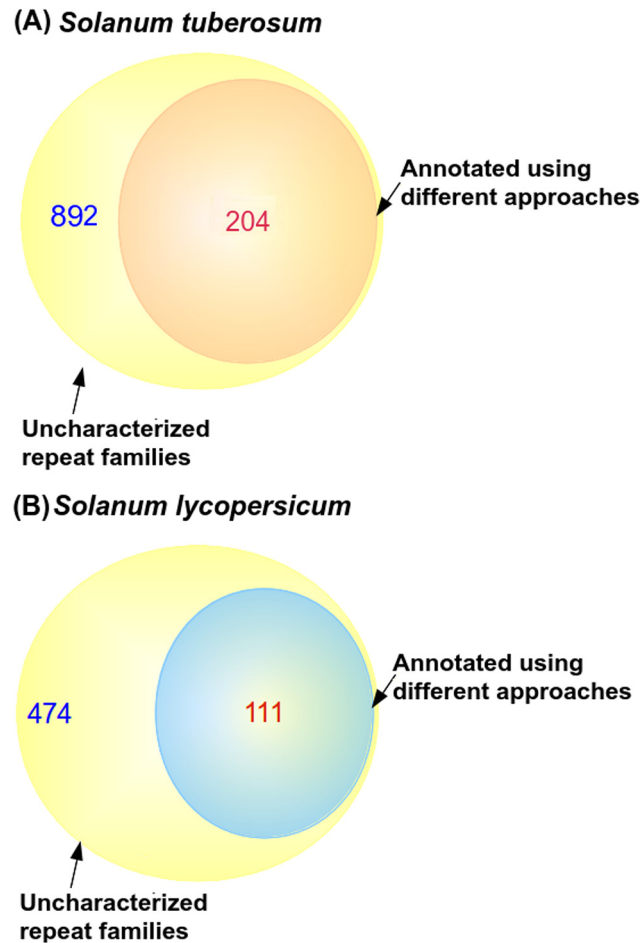 (A) Solanum tuberosum
Annotated using
different approaches
892
204
Uncharacterized
repeat families
(B) Solanum lycopersicum
Annotated using
different approaches
474
111
Uncharacterized
repeat families